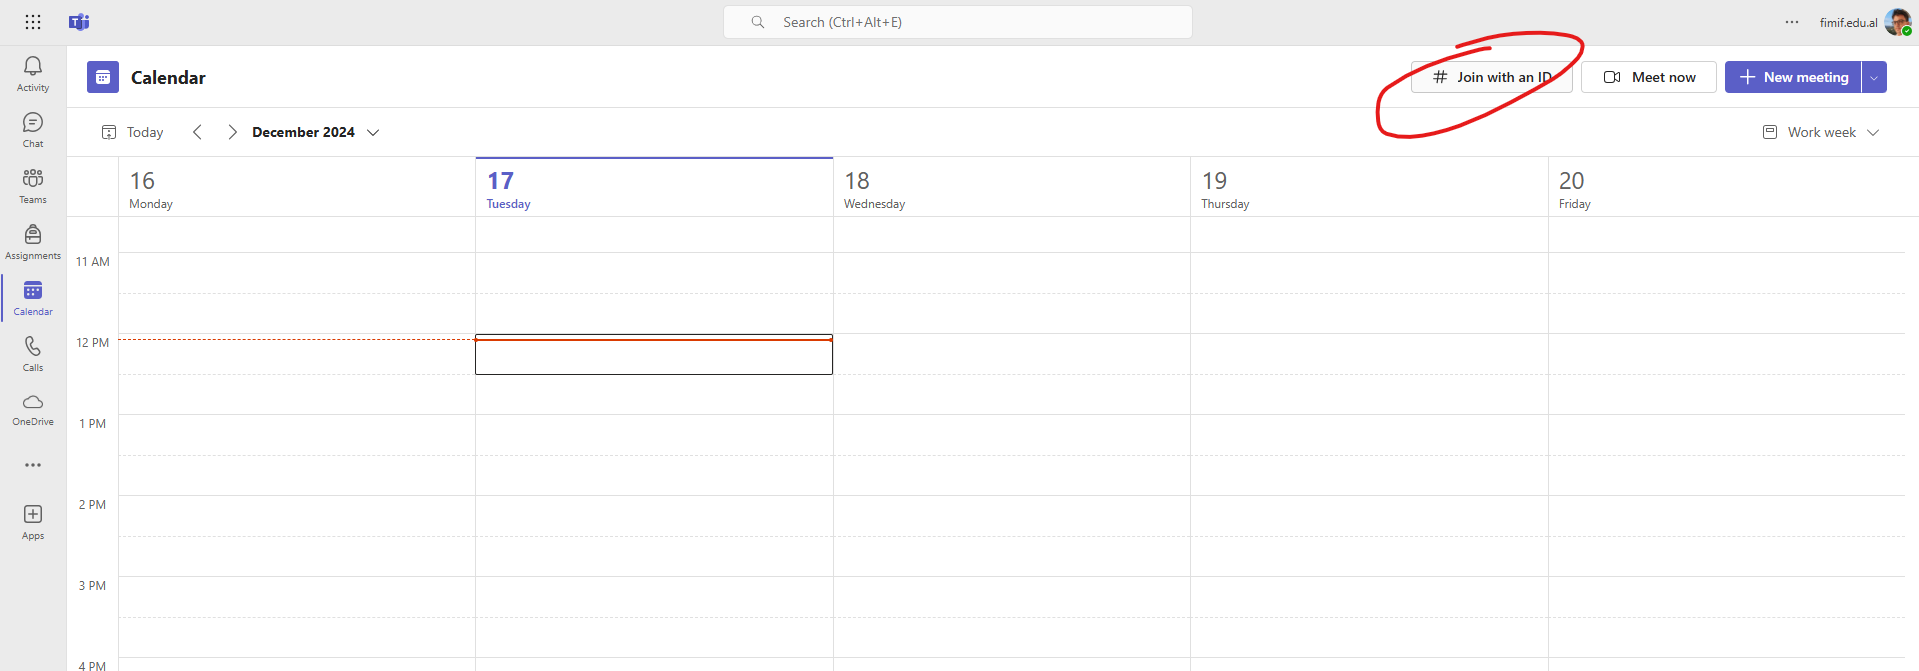 Search (Ctrl+Alt+E)
fimif.edu.al
Activity
Chat
Teams
Assignments
Calendar
Calls
OneDrive
Apps
Calendar
# Join with an ID
Meet now
New meeting
Today
December 2024
Work week
16
Monday
17
Tuesday
18
Wednesday
19
Thursday
20
Friday
11 AM
12 PM
1 PM
2 PM
3 PM
4 PM